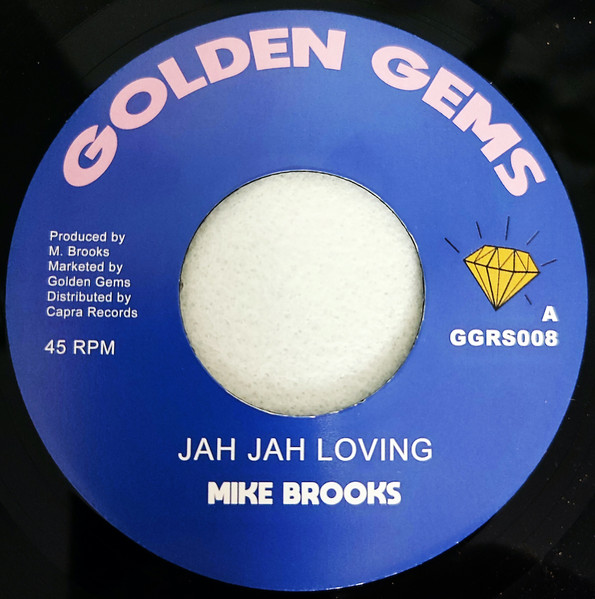 GOLDEN GEMS
Produced by
M. Brooks
Marketed by
Golden Gems
Distributed by
Capra Records
45 RPM
A
GGRS008
JAH JAH LOVING
MIKE BROOKS